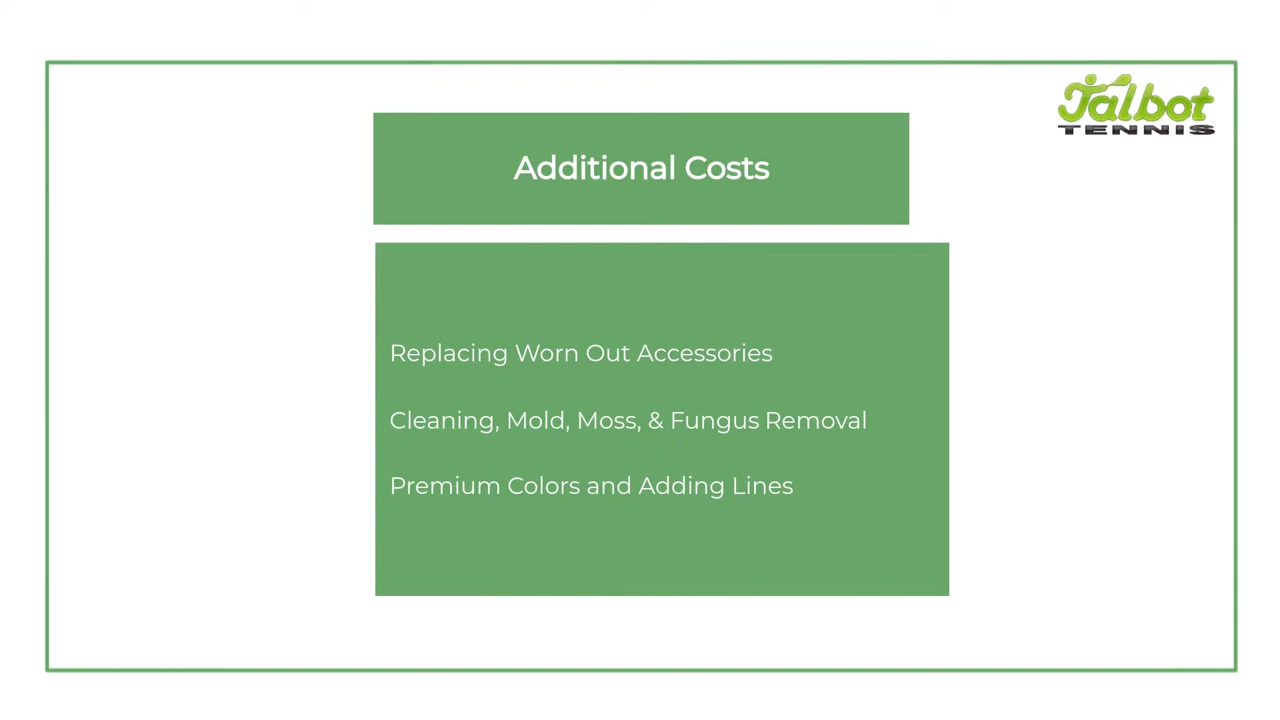 Talbot
TENNIS
Additional Costs
Replacing Worn Out Accessories
Cleaning, Mold, Moss, & Fungus Removal
Premium Colors and Adding Lines